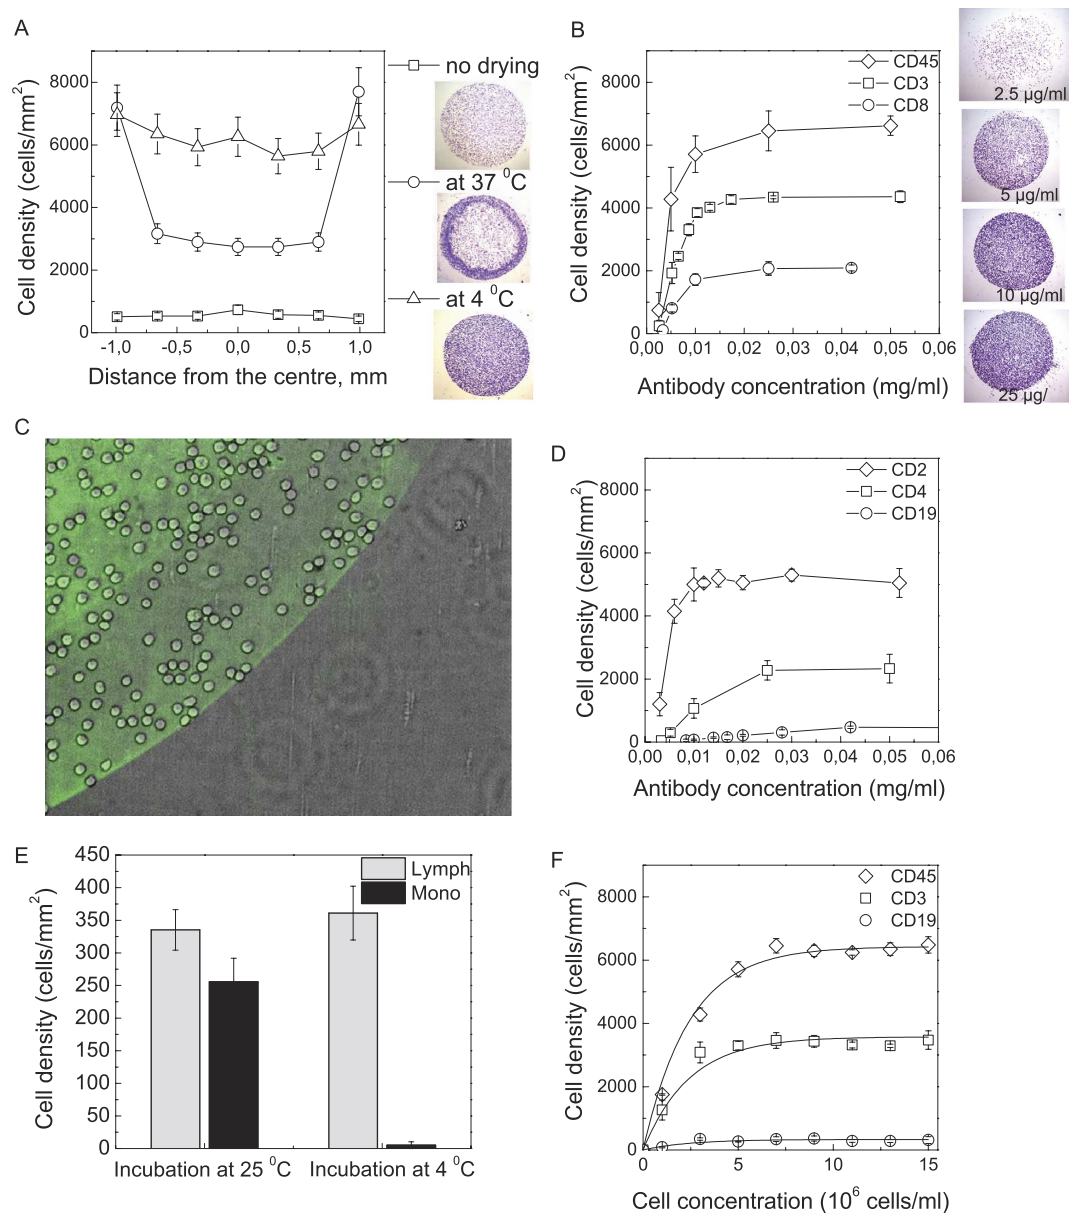 A
8000
6000
4000
2000
0
-1,0 -0,5 0,0 0,5 1,0
Distance from the centre, mm
Cell density (cells/mm²)
no drying
at 37 ⁰C
at 4 ⁰C
B
8000
6000
4000
2000
0
0,00 0,01 0,02 0,03 0,04 0,05 0,06
Antibody concentration (mg/ml)
Cell density (cells/mm²)
CD45
CD3
CD8
2.5 µg/ml
5 µg/ml
10 µg/ml
25 µg/
C
D
8000
6000
4000
2000
0
0,00 0,01 0,02 0,03 0,04 0,05 0,06
Antibody concentration (mg/ml)
Cell density (cells/mm²)
CD2
CD4
CD19
E
450
400
350
300
250
200
150
100
50
0
Incubation at 25 ⁰C Incubation at 4 ⁰C
Cell density (cells/mm²)
Lymph
Mono
F
8000
6000
4000
2000
0
0 5 10 15
Cell concentration (10⁶ cells/ml)
Cell density (cells/mm²)
CD45
CD3
CD19